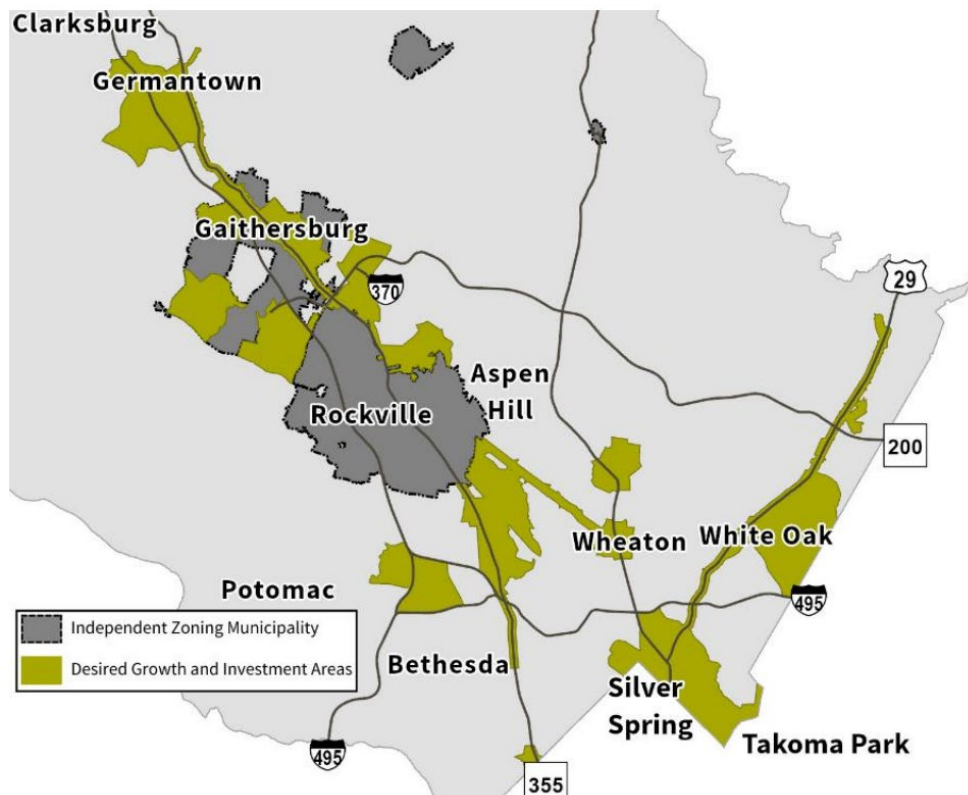 Clarksburg
Germantown
Gaithersburg
370
29
Aspen
Hill
Rockville
200
Wheaton
White Oak
Potomac
495
Independent Zoning Municipality
Desired Growth and Investment Areas
Bethesda
Silver
Spring
Takoma Park
495
355